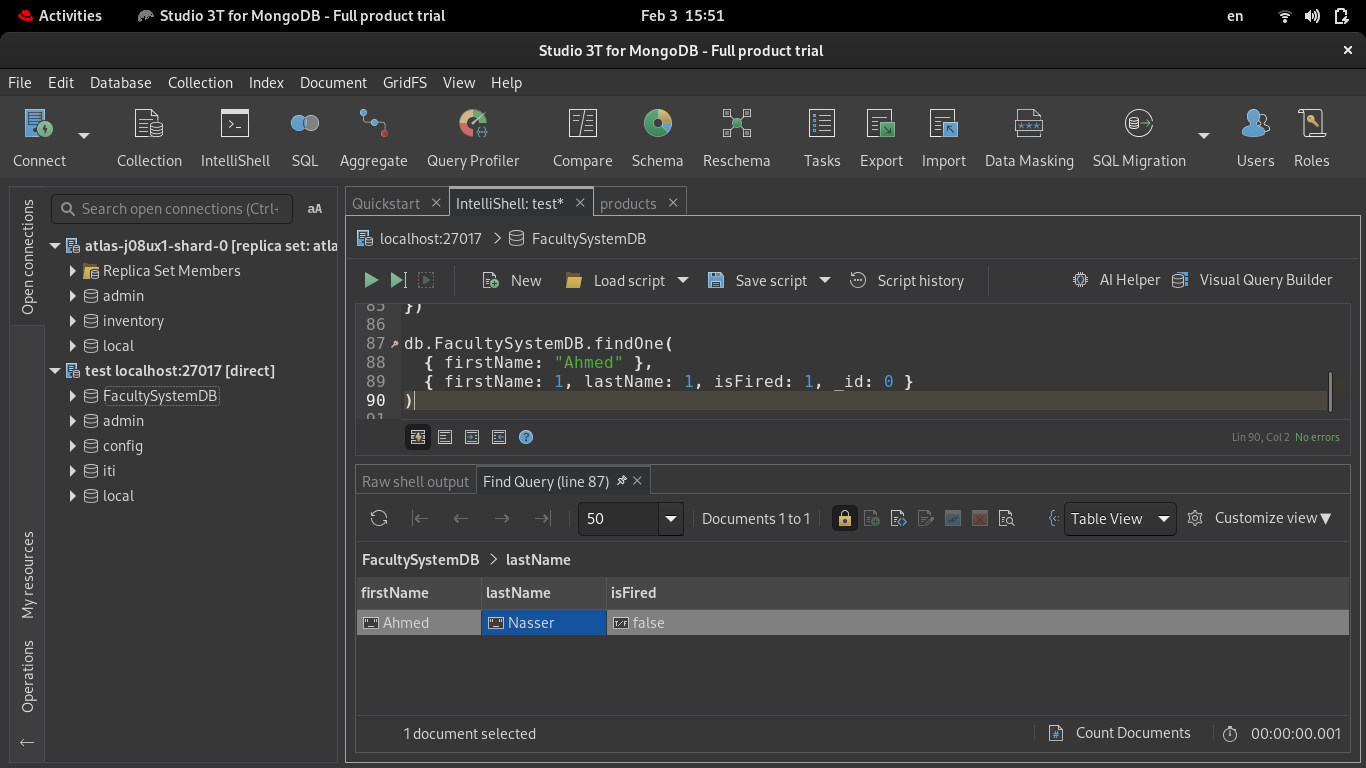 Activities
Studio 3T for MongoDB - Full product trial
Feb 3 15:51
en
Studio 3T for MongoDB - Full product trial
File Edit Database Collection Index Document GridFS View Help
Connect Collection IntelliShell SQL Aggregate Query Profiler Compare Schema Reschema Tasks Export Import Data Masking SQL Migration Users Roles
Open connections
My resources
Operations
Search open connections (Ctrl-
aA
atlas-j08ux1-shard-0 [replica set: atla
Replica Set Members
admin
inventory
local
test localhost:27017 [direct]
FacultySystemDB
admin
config
iti
local
Quickstart
IntelliShell: test*
products
localhost:27017
FacultySystemDB
New Load script Save script Script history AI Helper Visual Query Builder
85 })
86
87 db.FacultySystemDB.findOne(
88 { firstName: "Ahmed" },
89 { firstName: 1, lastName: 1, isFired: 1, _id: 0 }
90 )
91
Lin 90, Col 2 No errors
Raw shell output
Find Query (line 87)
50
Documents 1 to 1
Table View
Customize view
FacultySystemDB > lastName
firstName lastName isFired
Ahmed Nasser T/F false
1 document selected
Count Documents
00:00:00.001